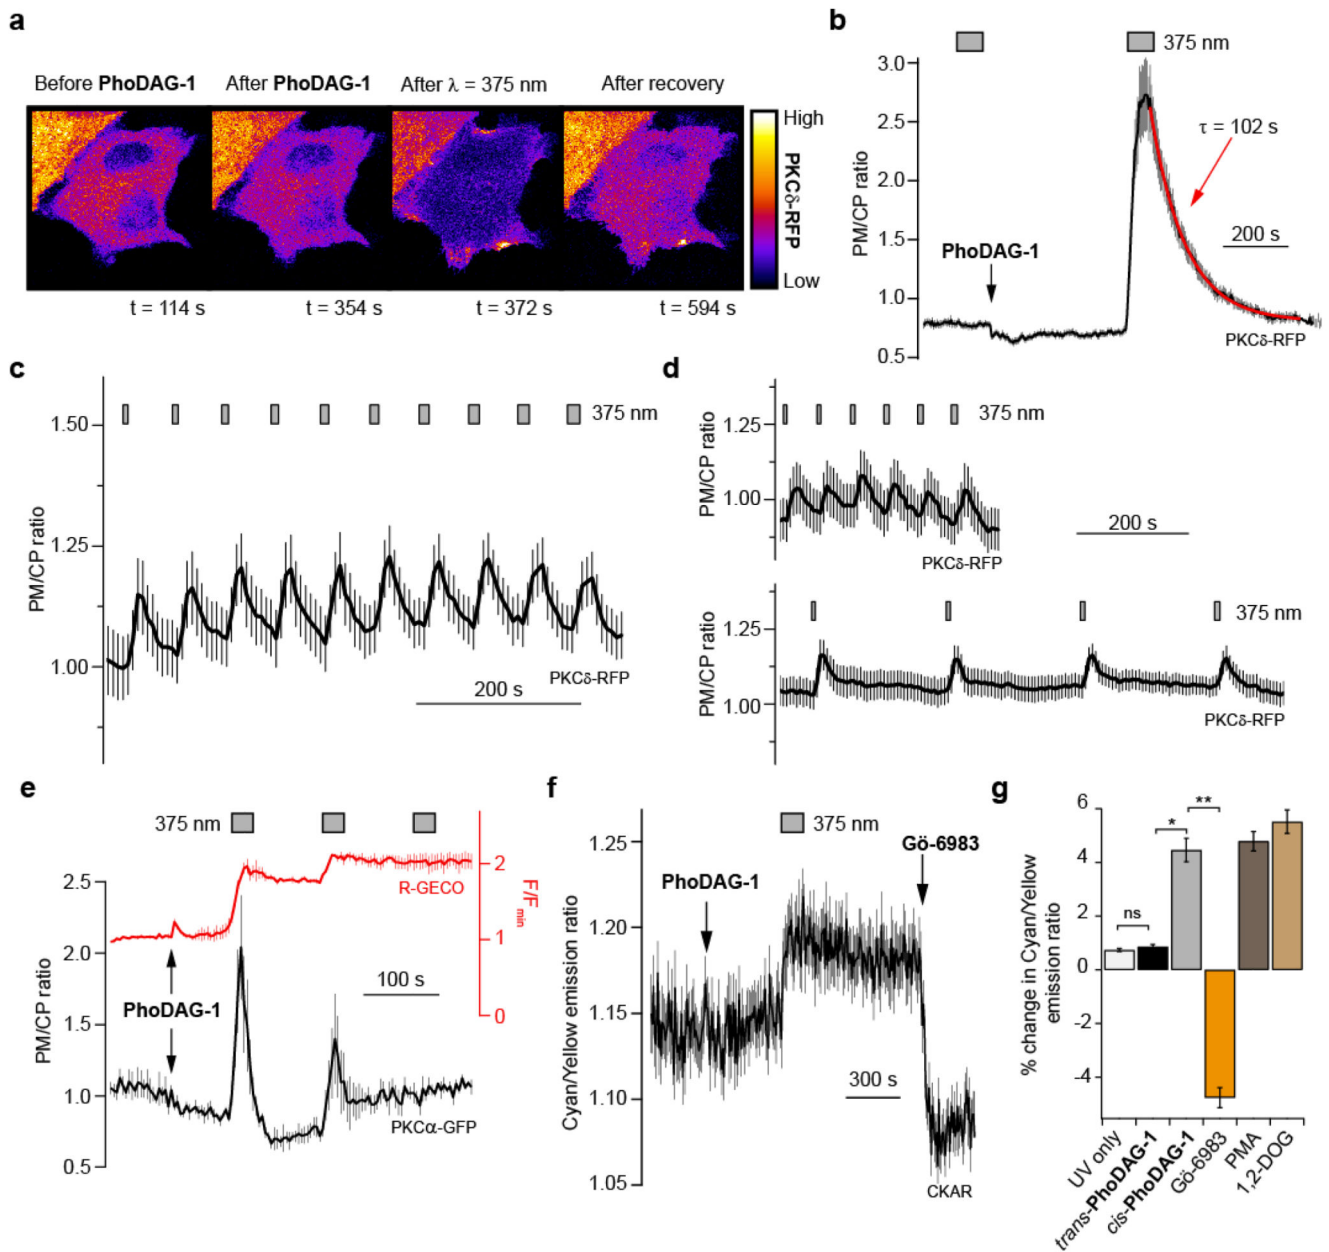 a
Before PhoDAG-1
After PhoDAG-1
After λ = 375 nm
After recovery
High
PKCδ-RFP
Low
t = 114 s
t = 354 s
t = 372 s
t = 594 s
b
375 nm
3.0
2.5
2.0
1.5
1.0
0.5
PM/CP ratio
τ = 102 s
200 s
PhoDAG-1
PKCδ-RFP
c
375 nm
1.50
1.25
1.00
PM/CP ratio
200 s
PKCδ-RFP
d
375 nm
1.25
1.00
PM/CP ratio
200 s
PKCδ-RFP
375 nm
1.25
1.00
PM/CP ratio
PKCδ-RFP
e
375 nm
2.5
2.0
1.5
1.0
0.5
PM/CP ratio
R-GECO
2
1
0
F/Fmin
100 s
PhoDAG-1
PKCα-GFP
f
375 nm
1.25
1.20
1.15
1.10
1.05
Cyan/Yellow emission ratio
PhoDAG-1
Gö-6983
300 s
CKAR
g
6
4
2
0
-2
-4
% change in Cyan/Yellow
emission ratio
ns
*
**
UV only
trans-PhoDAG-1
cis-PhoDAG-1
Gö-6983
PMA
1,2-DOG